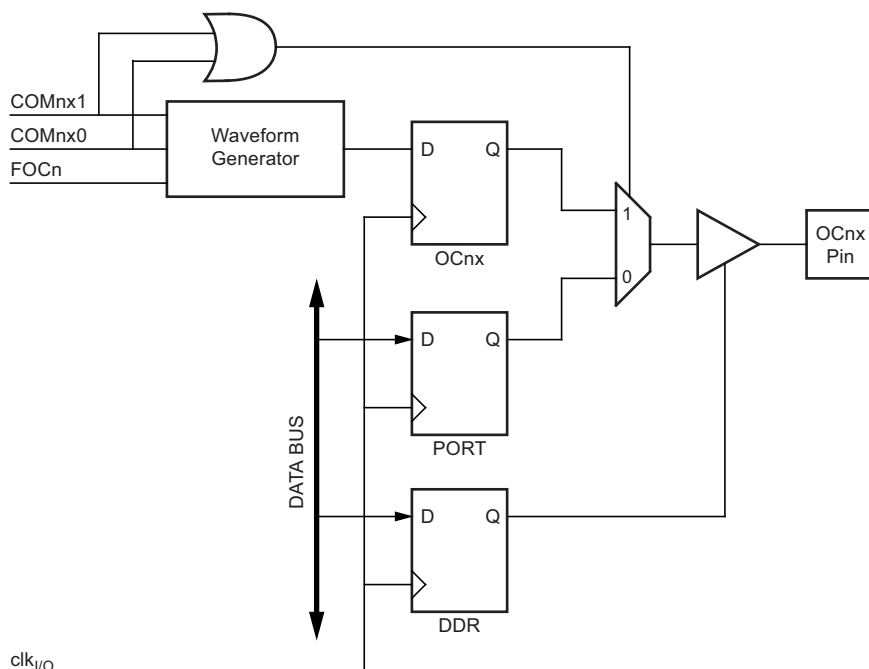 COMnx1
COMnx0
FOCn
Waveform
Generator
D
Q
OCnx
1
0
OCnx
Pin
D
Q
PORT
DATA BUS
D
Q
DDR
clkI/O